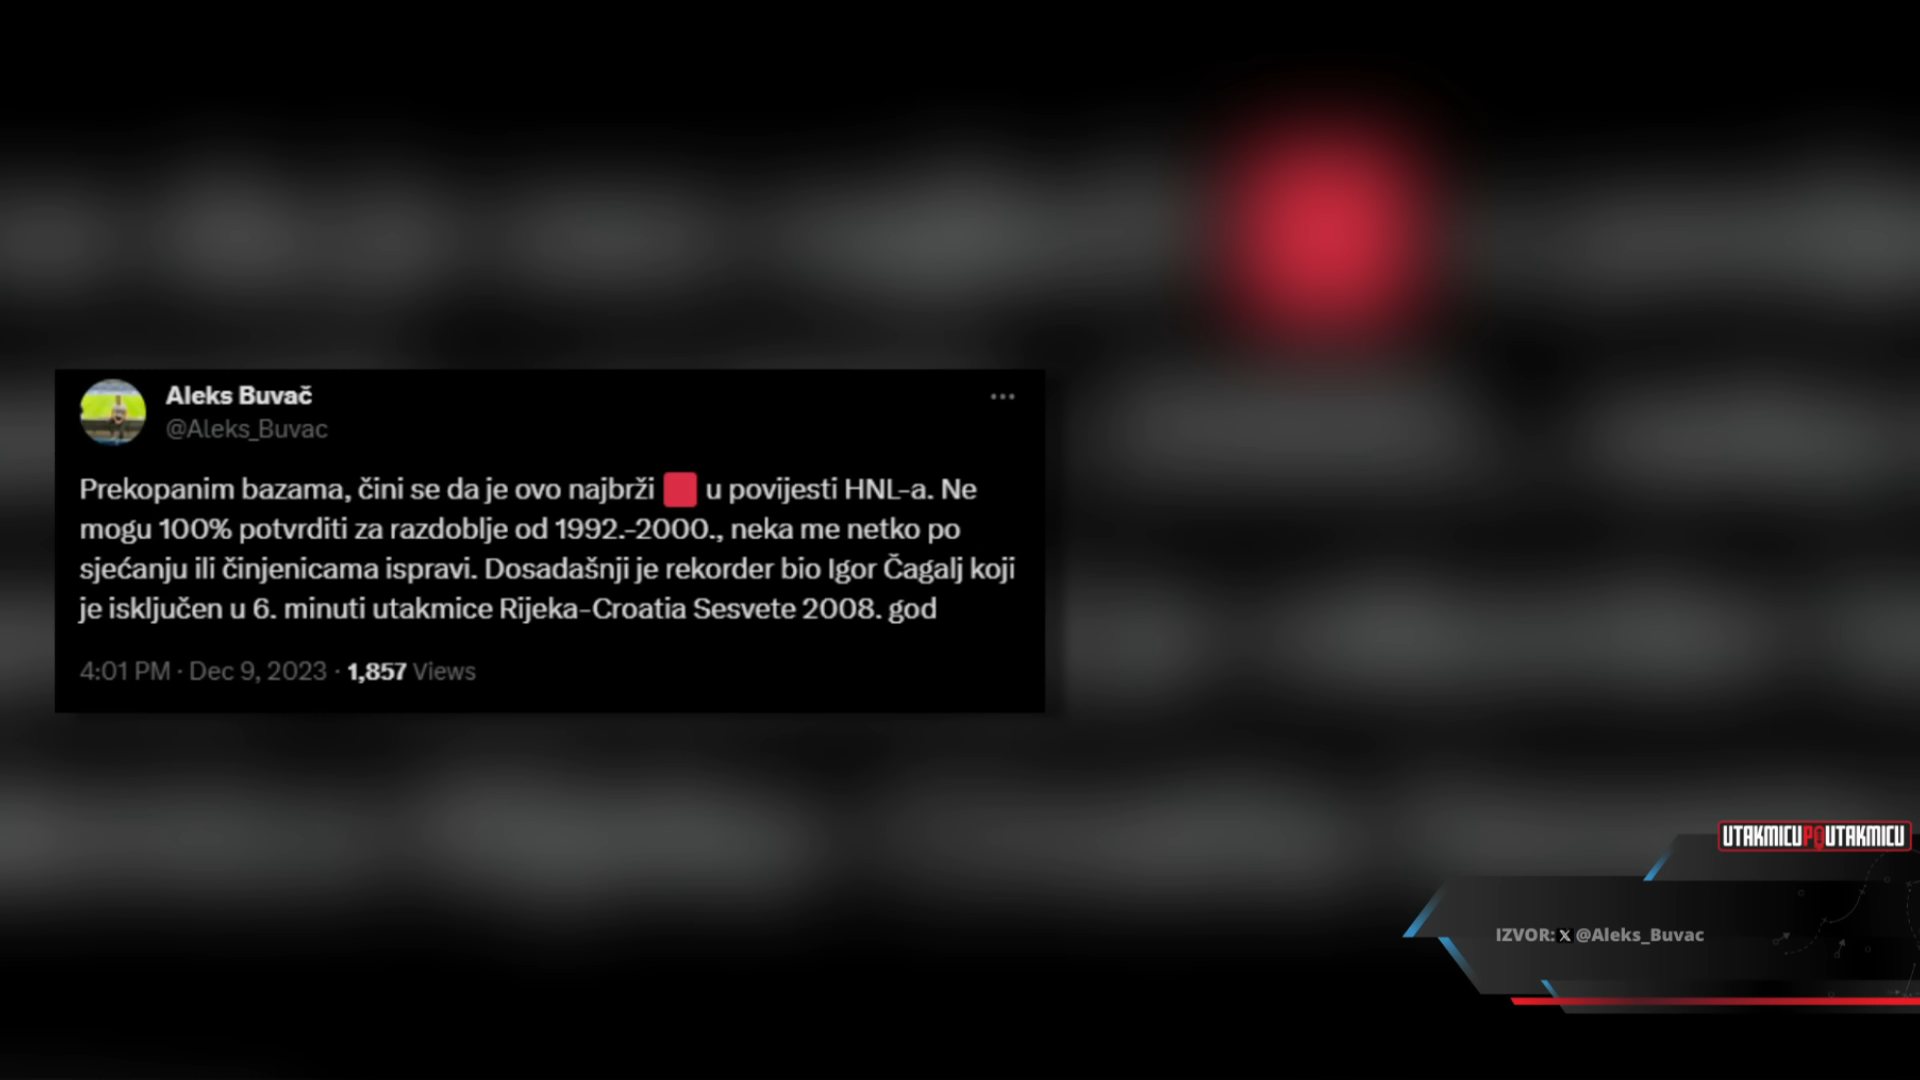 Aleks Buvač
@Aleks_Buvac
Prekopanim bazama, čini se da je ovo najbrži 🟥 u povijesti HNL-a. Ne
mogu 100% potvrditi za razdoblje od 1992.-2000., neka me netko po
sjećanju ili činjenicama ispravi. Dosadašnji je rekorder bio Igor Čagalj koji
je isključen u 6. minuti utakmice Rijeka-Croatia Sesvete 2008. god
4:01 PM · Dec 9, 2023 · 1,857 Views
UTAKMICUPOUTAKMICU
IZVOR: X @Aleks_Buvac